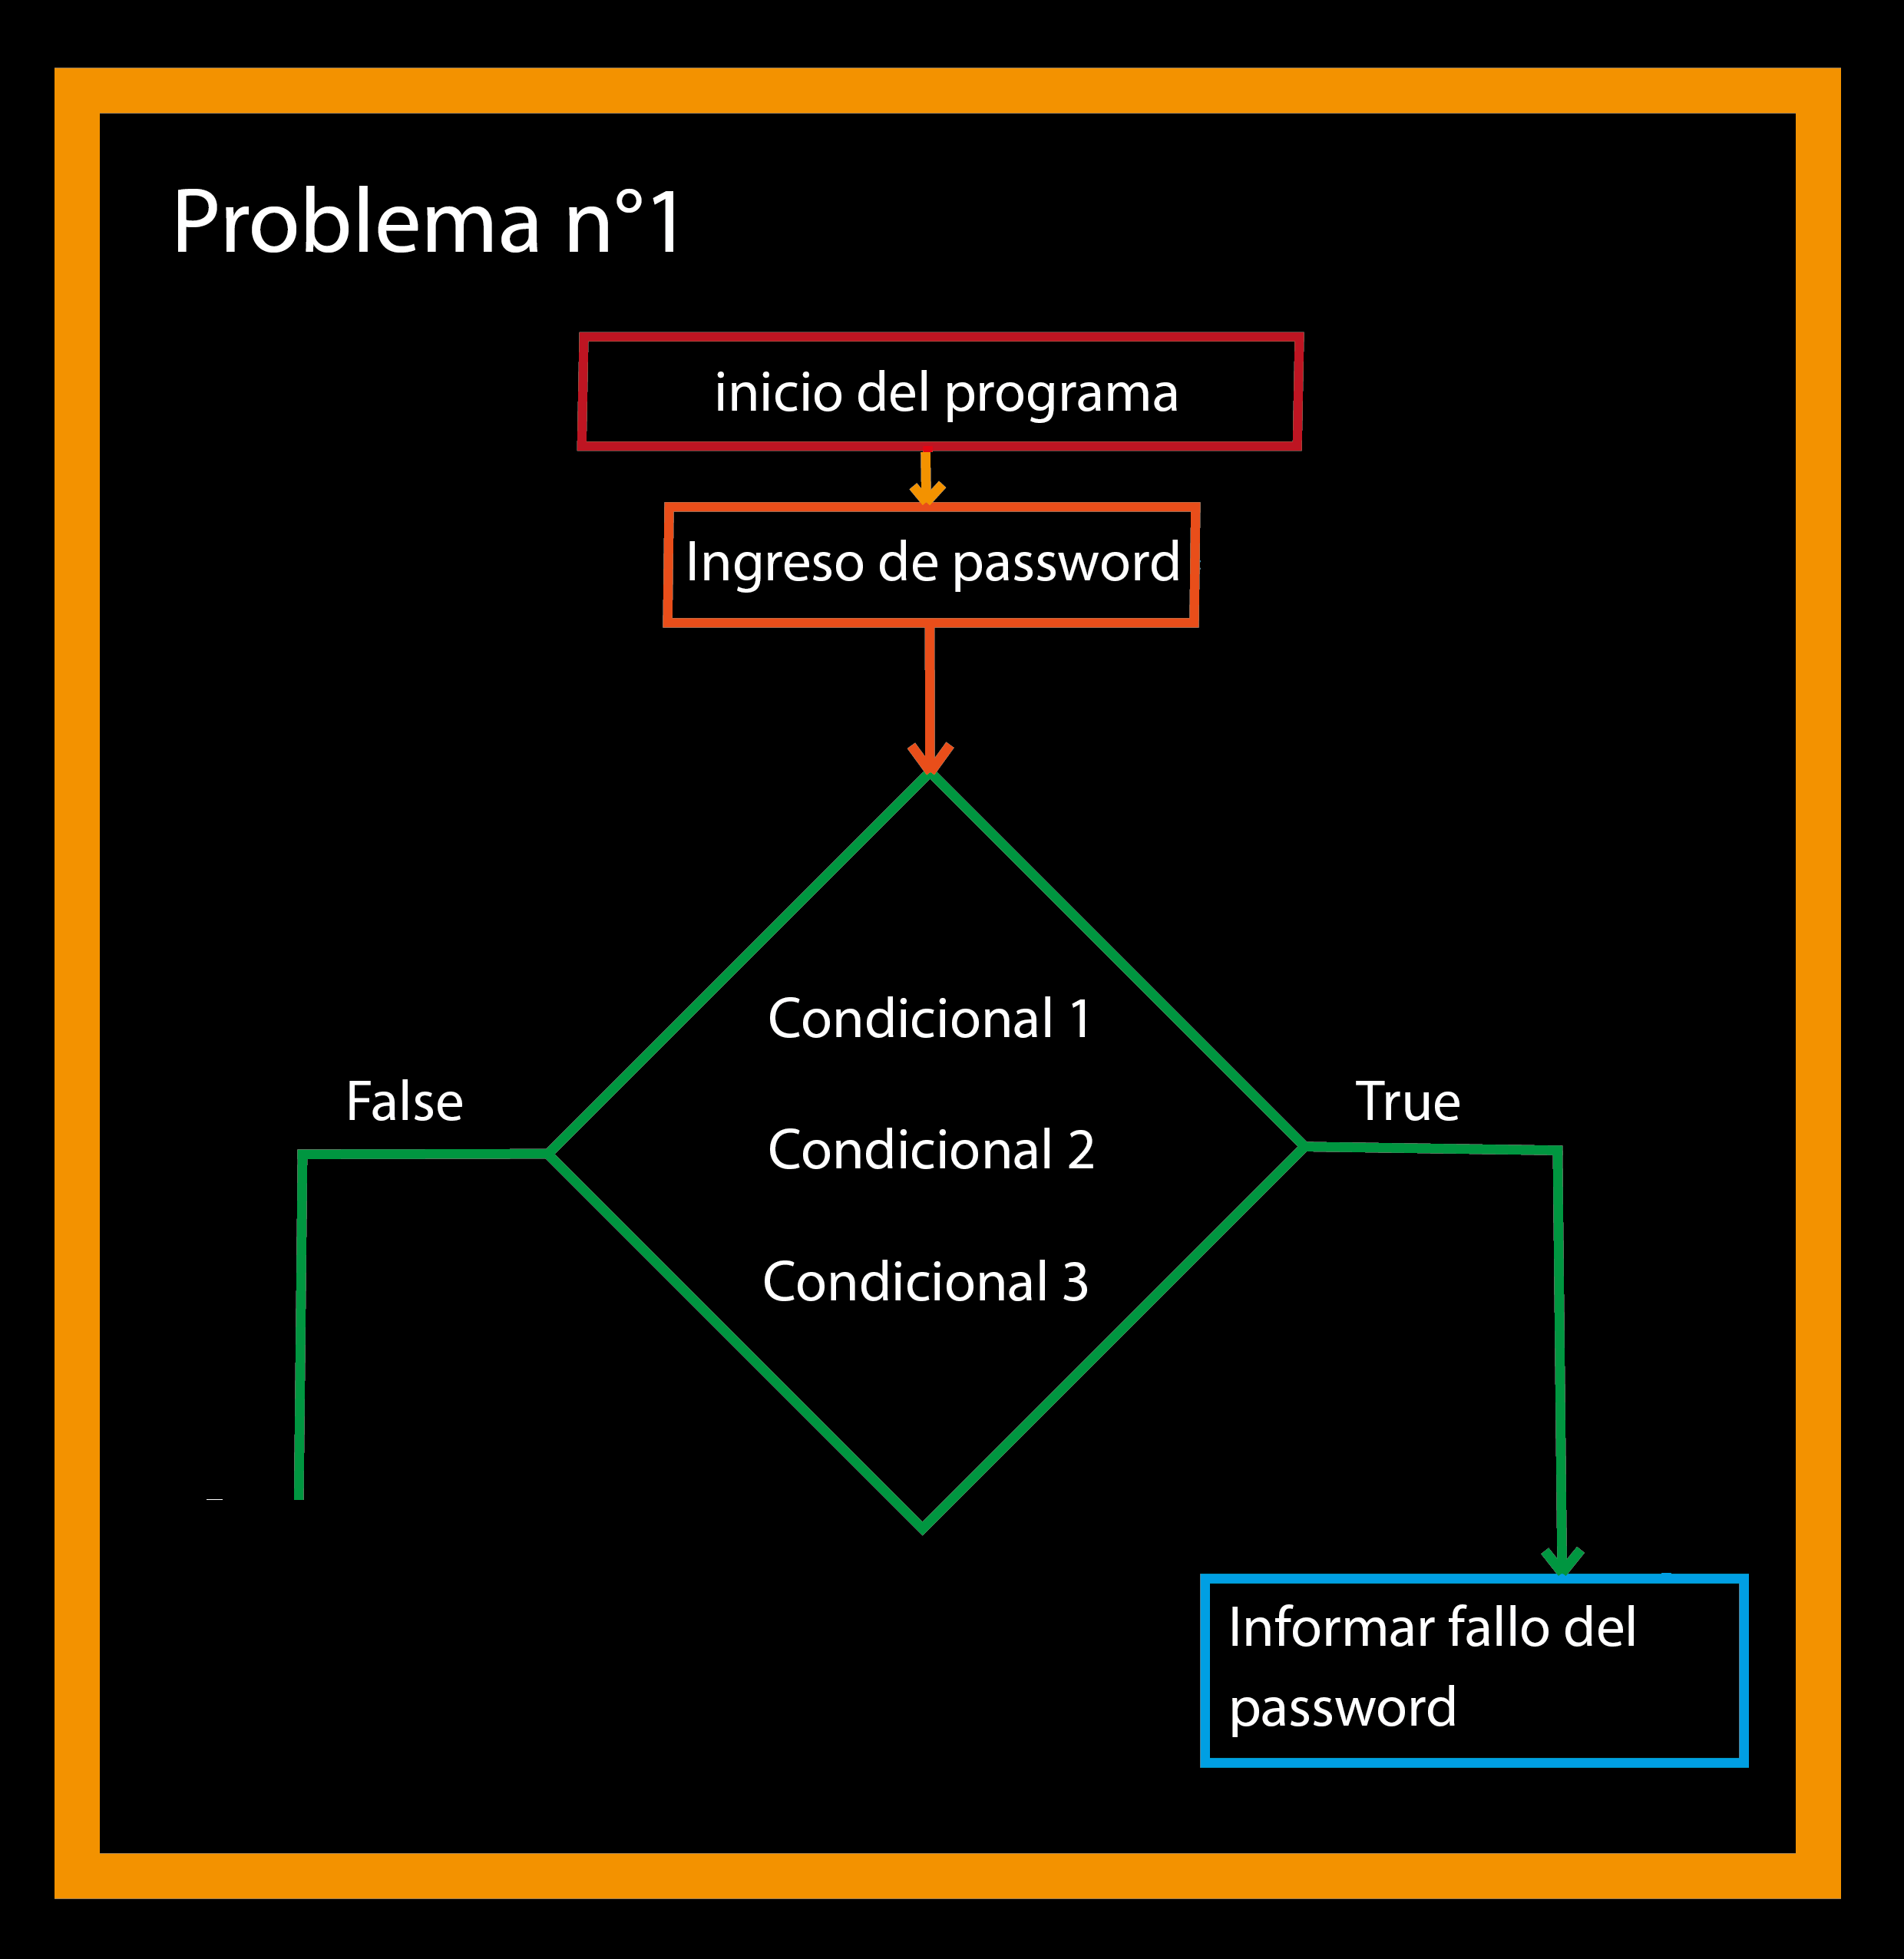 Problema n°1
inicio del programa
Ingreso de password
Condicional 1
False
True
Condicional 2
Condicional 3
Informar fallo del
password